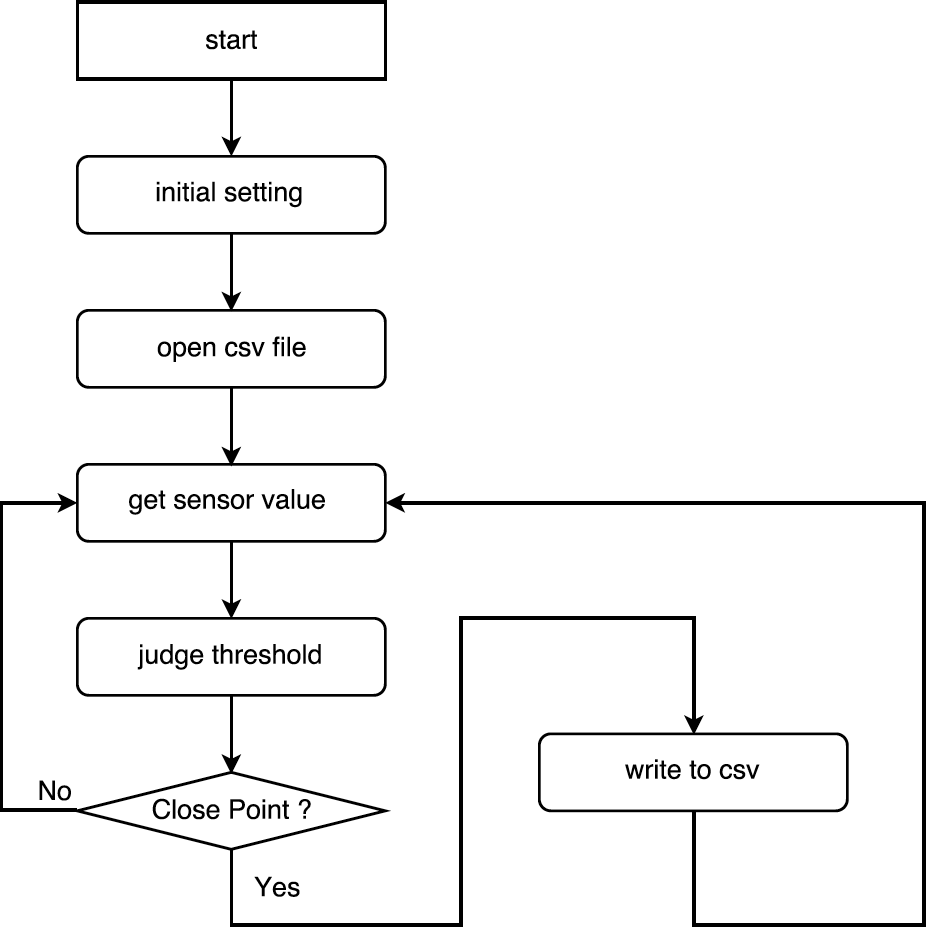 start
initial setting
open csv file
get sensor value
judge threshold
No
Close Point ?
write to csv
Yes